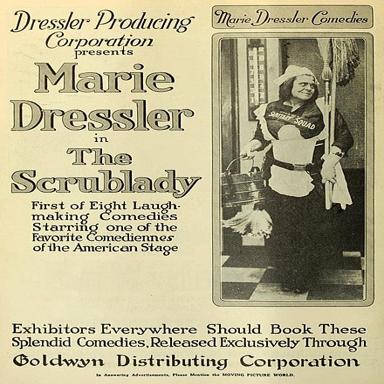 Dressler Producing
Corporation
presents
Marie
Dressler
in
The
Scrublady
First of Eight Laugh-
making Comedies
Starring one of the
Favorite Comediennes
of the American Stage
Marie Dressler Comedies
SANITARY SQUAD
Exhibitors Everywhere Should Book These
Splendid Comedies, Released Exclusively Through
Goldwyn Distributing Corporation
In Answering Advertisements, Please Mention the MOVING PICTURE WORLD.